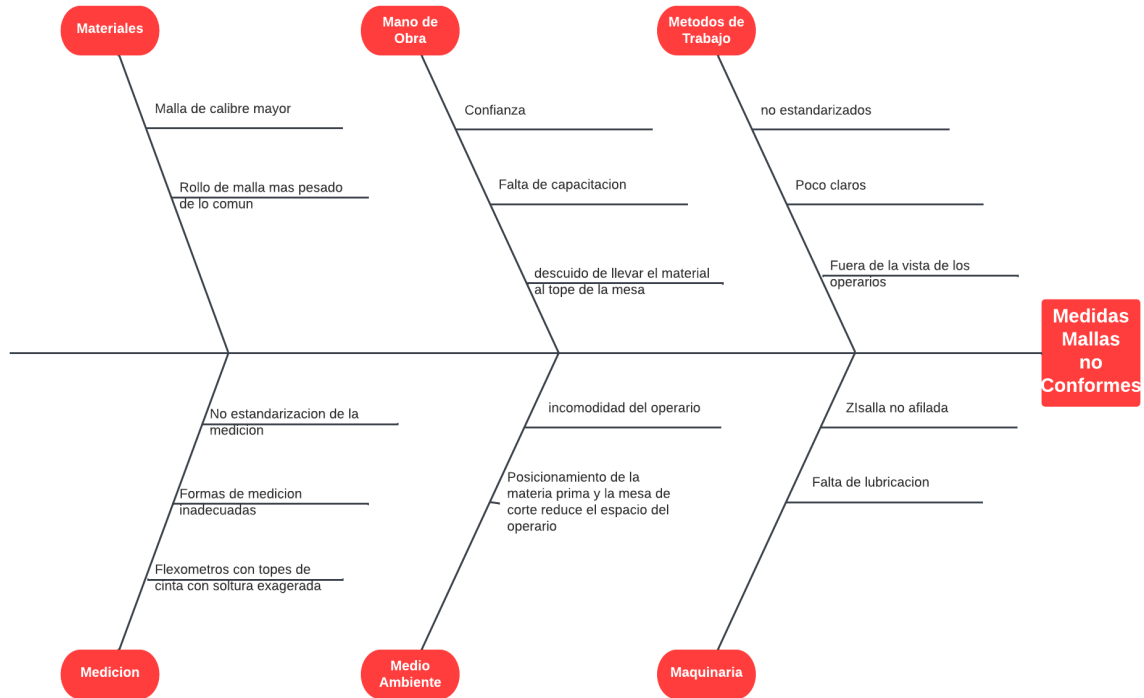 Materiales
Mano de
Obra
Metodos de
Trabajo
Malla de calibre mayor
Rollo de malla mas pesado
de lo comun
Confianza
Falta de capacitacion
descuido de llevar el material
al tope de la mesa
no estandarizados
Poco claros
Fuera de la vista de los
operarios
Medidas
Mallas
no
Conformes
No estandarizacion de la
medicion
Formas de medicion
inadecuadas
Flexometros con topes de
cinta con soltura exagerada
incomodidad del operario
Posicionamiento de la
materia prima y la mesa de
corte reduce el espacio del
operario
ZIsalla no afilada
Falta de lubricacion
Medicion
Medio
Ambiente
Maquinaria